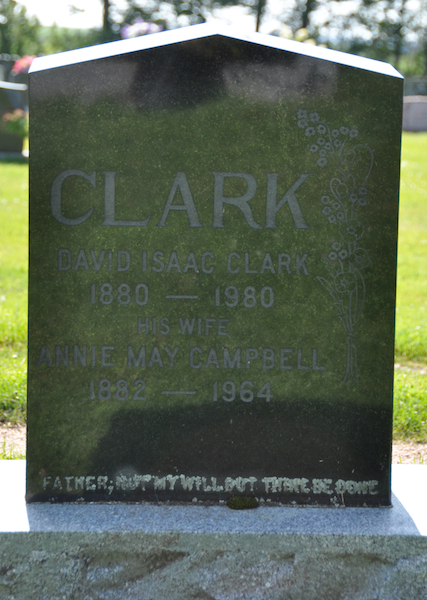 CLARK
DAVID ISAAC CLARK
1880 — 1980
HIS WIFE
ANNIE MAY CAMPBELL
1882 — 1964
FATHER; NOT MY WILL BUT THINE BE DONE